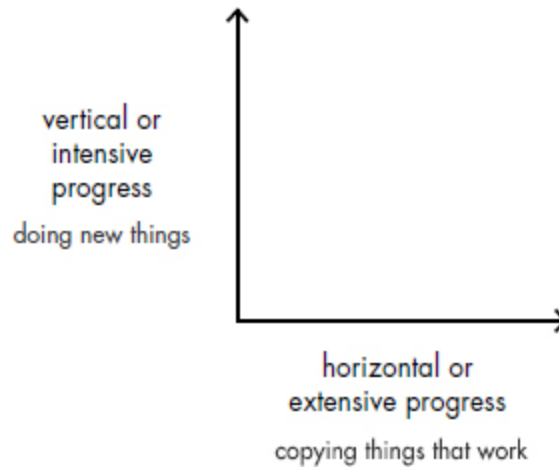 vertical or
intensive
progress
doing new things
horizontal or
extensive progress
copying things that work